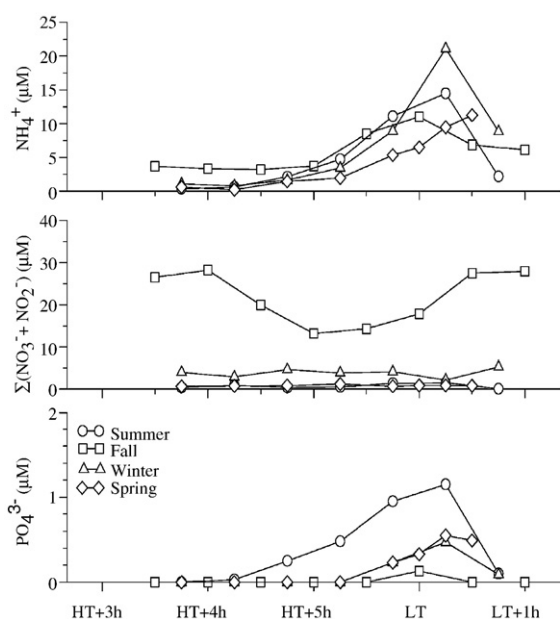 25
20
15
10
5
0
NH₄⁺ (µM)
40
30
20
10
0
Σ(NO₃⁻ + NO₂⁻) (µM)
2
1
0
PO₄³⁻ (µM)
Summer
Fall
Winter
Spring
HT+3h HT+4h HT+5h LT LT+1h